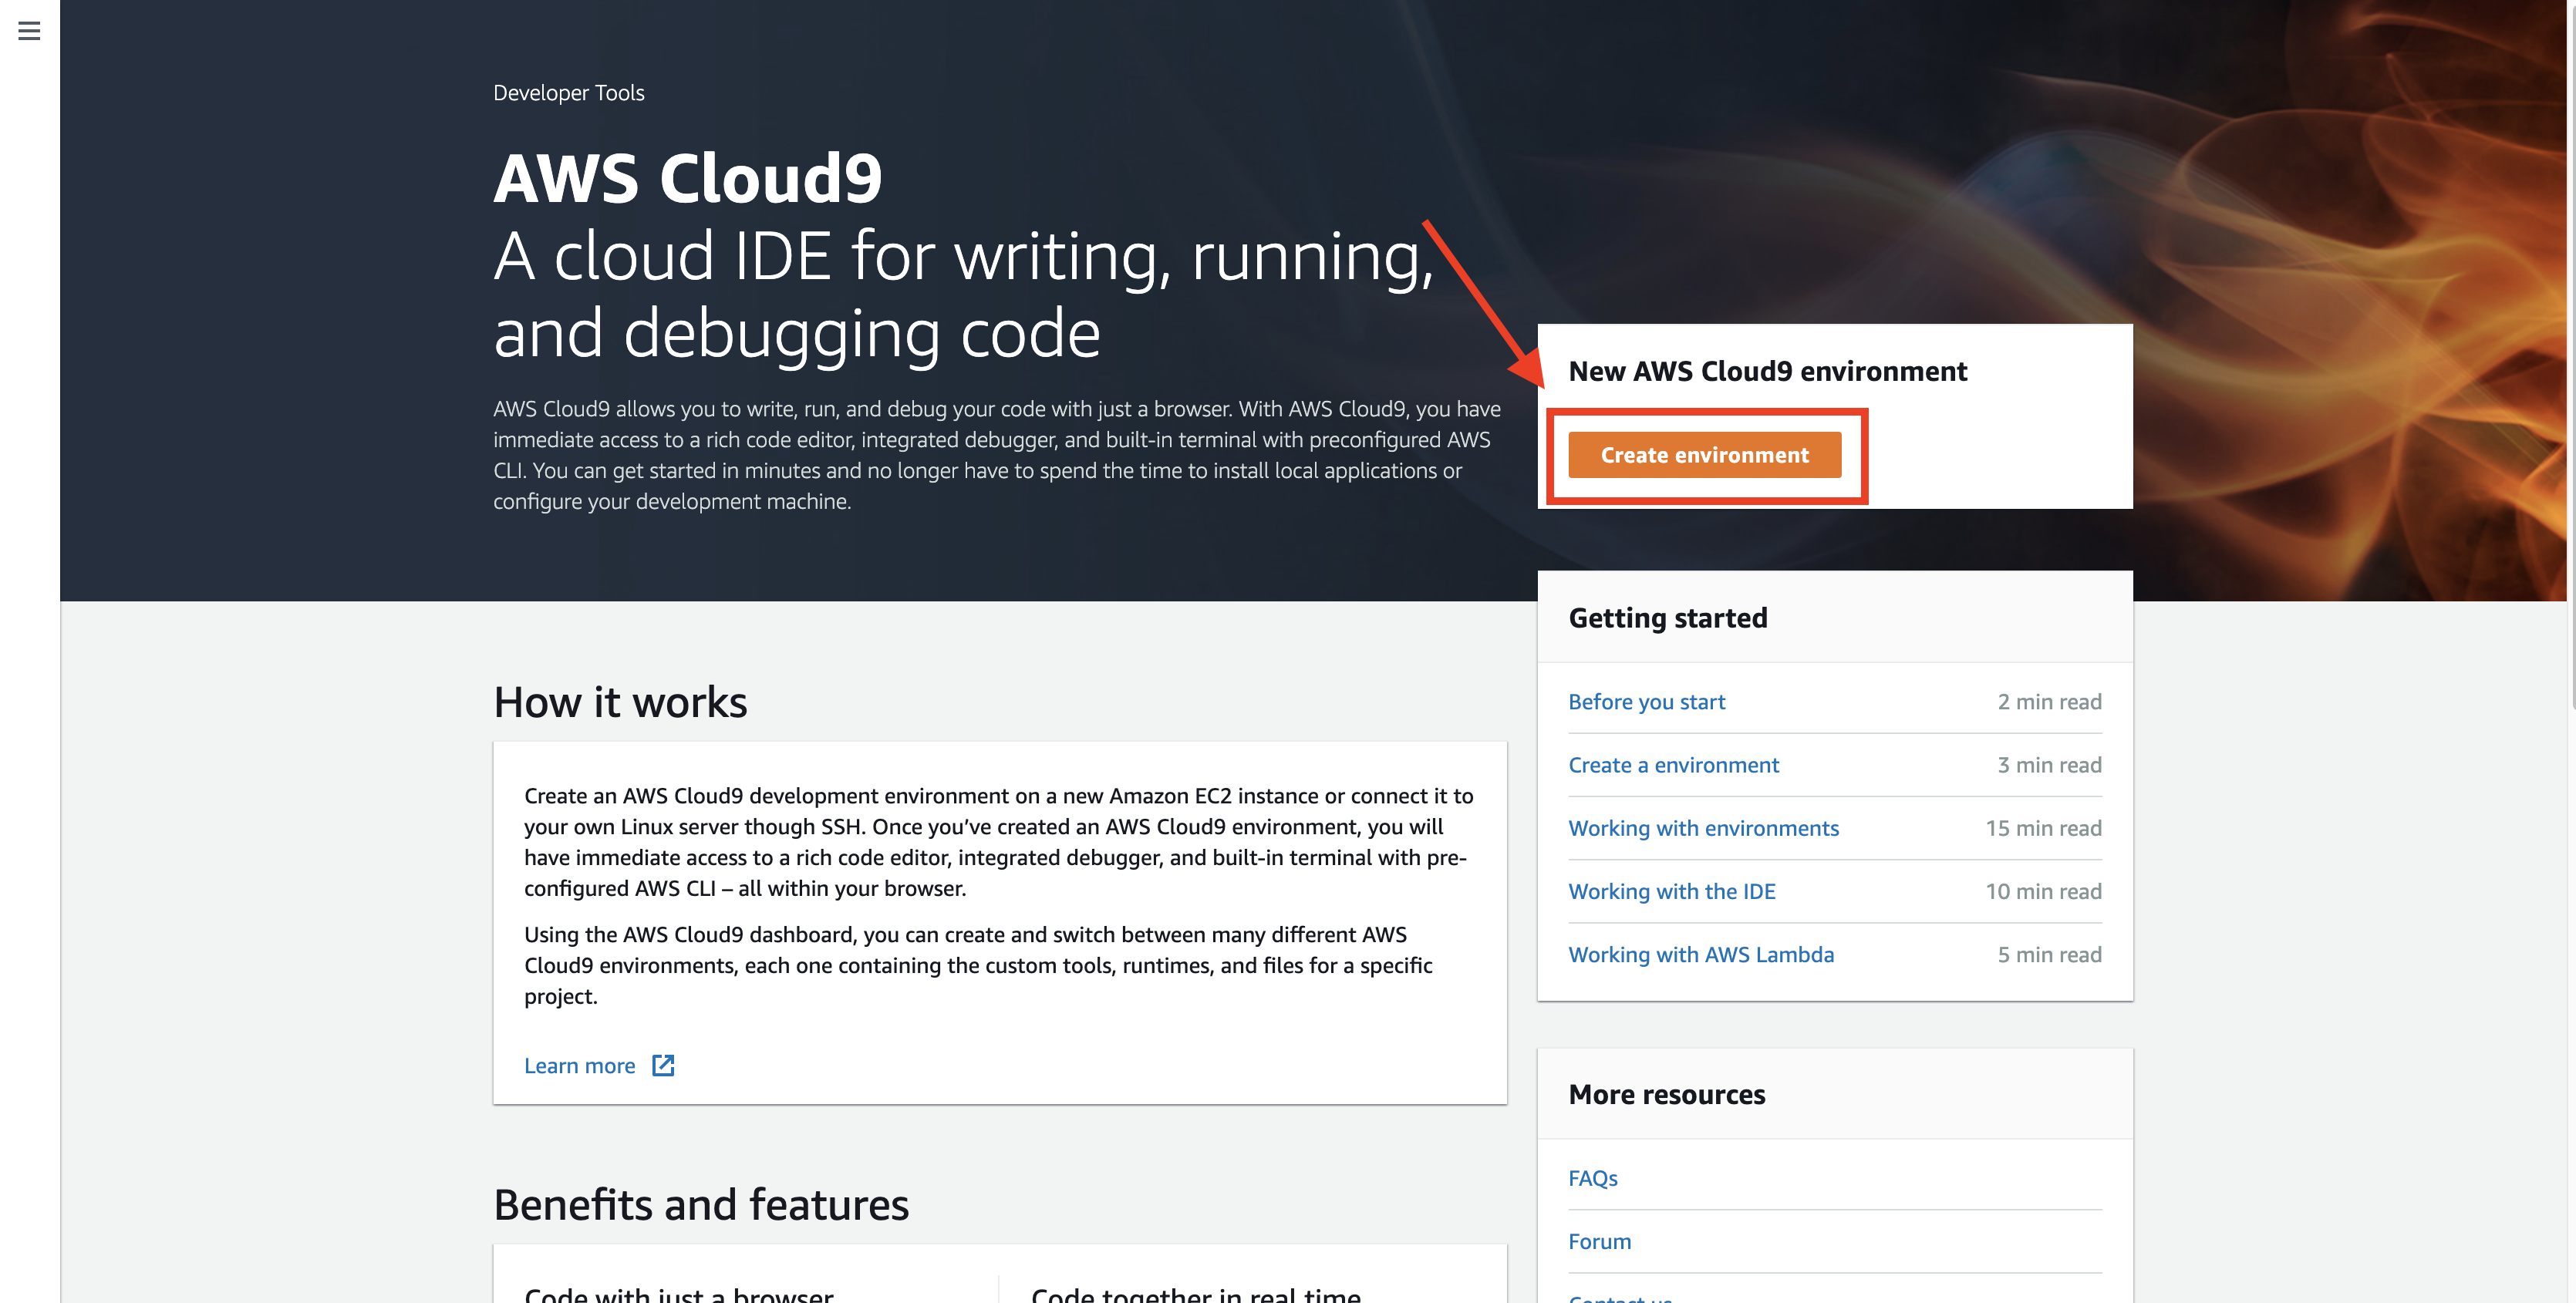 Developer Tools
AWS Cloud9
A cloud IDE for writing, running,
and debugging code
AWS Cloud9 allows you to write, run, and debug your code with just a browser. With AWS Cloud9, you have
immediate access to a rich code editor, integrated debugger, and built-in terminal with preconfigured AWS
CLI. You can get started in minutes and no longer have to spend the time to install local applications or
configure your development machine.
New AWS Cloud9 environment
Create environment
Getting started
Before you start 2 min read
Create a environment 3 min read
Working with environments 15 min read
Working with the IDE 10 min read
Working with AWS Lambda 5 min read
How it works
Create an AWS Cloud9 development environment on a new Amazon EC2 instance or connect it to
your own Linux server though SSH. Once you’ve created an AWS Cloud9 environment, you will
have immediate access to a rich code editor, integrated debugger, and built-in terminal with pre-
configured AWS CLI – all within your browser.
Using the AWS Cloud9 dashboard, you can create and switch between many different AWS
Cloud9 environments, each one containing the custom tools, runtimes, and files for a specific
project.
Learn more
More resources
FAQs
Forum
Contact us
Benefits and features
Code with just a browser
Code together in real time